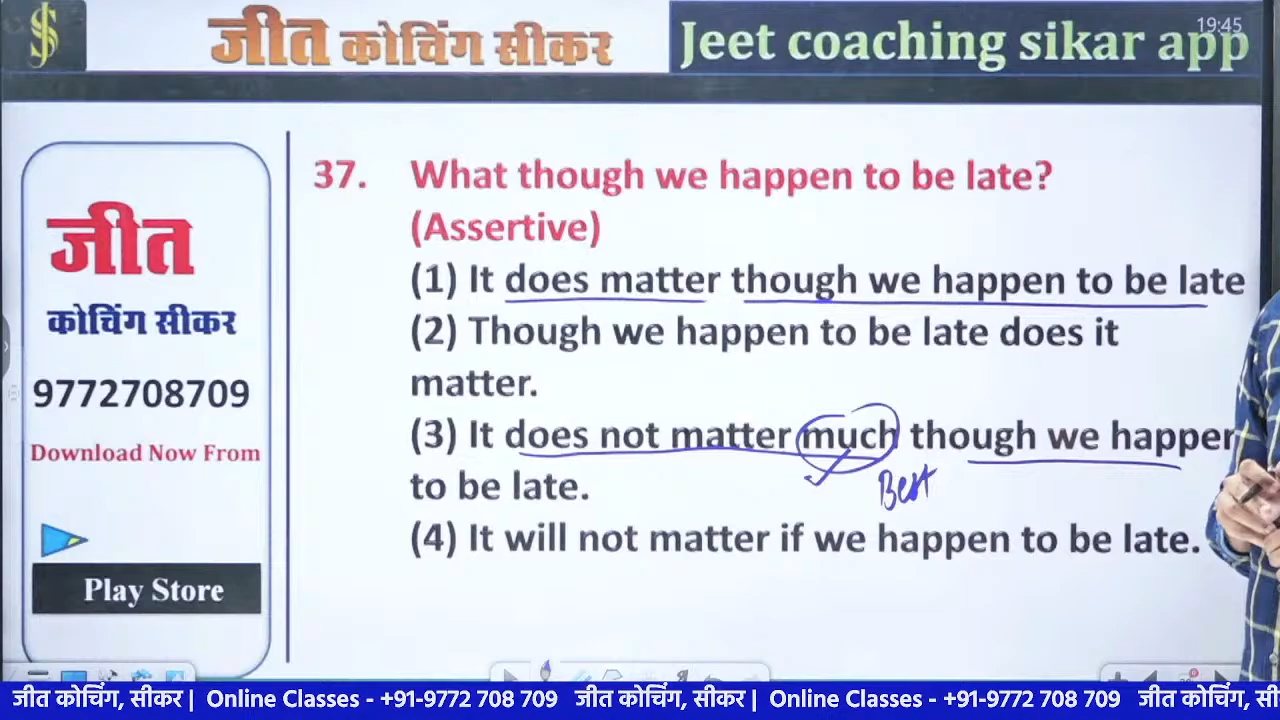 $
जीत कोचिंग सीकर
Jeet coaching sikar app
19:45
जीत
कोचिंग सीकर
9772708709
Download Now From
Play Store
37. What though we happen to be late?
(Assertive)
(1) It does matter though we happen to be late
(2) Though we happen to be late does it
matter.
(3) It does not matter much though we happen
to be late.
Best
(4) It will not matter if we happen to be late.
जीत कोचिंग, सीकर | Online Classes - +91-9772 708 709 जीत कोचिंग, सीकर | Online Classes - +91-9772 708 709 जीत कोचिंग, सी